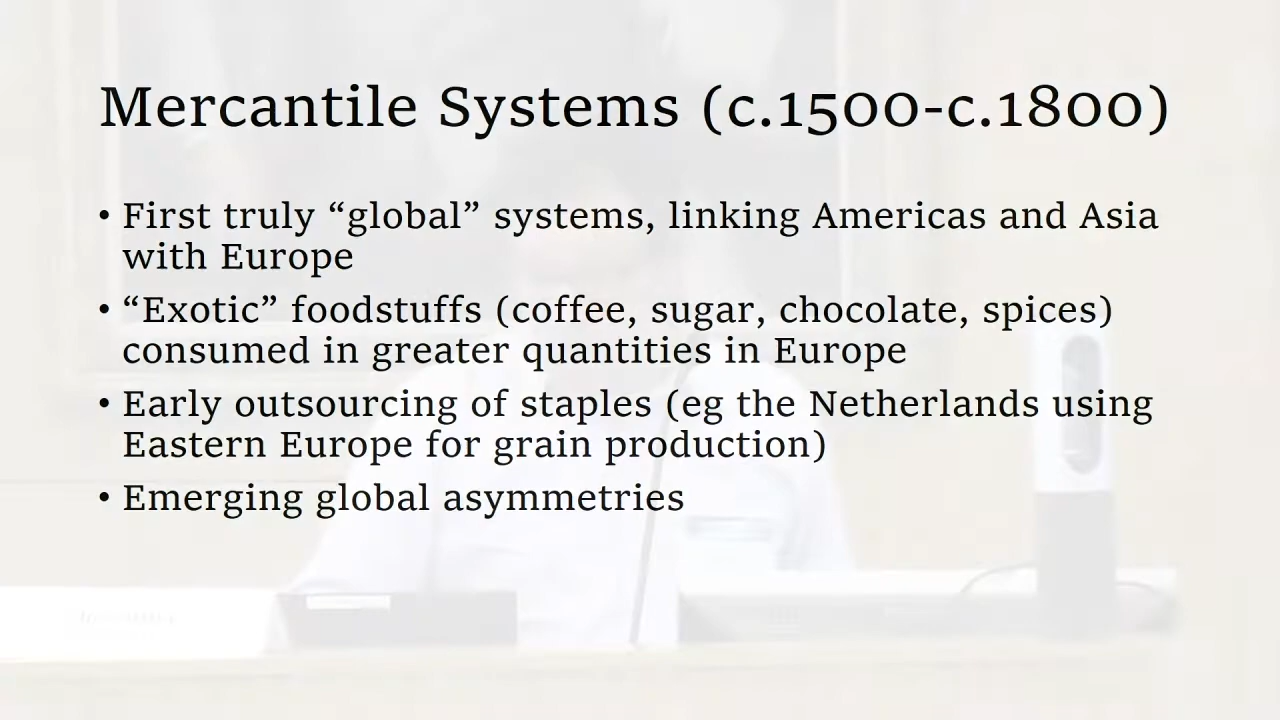 Mercantile Systems (c.1500-c.1800)
• First truly “global” systems, linking Americas and Asia
with Europe
• “Exotic” foodstuffs (coffee, sugar, chocolate, spices)
consumed in greater quantities in Europe
• Early outsourcing of staples (eg the Netherlands using
Eastern Europe for grain production)
• Emerging global asymmetries